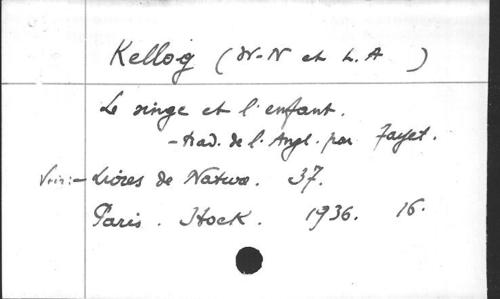 Kellog (W-N et L.A)
Le singe et l'enfant.
- trad. de l'Angl. par Fayet.
Voir :- Livres de Nature. 37.
Paris. Stock. 1936. 16.